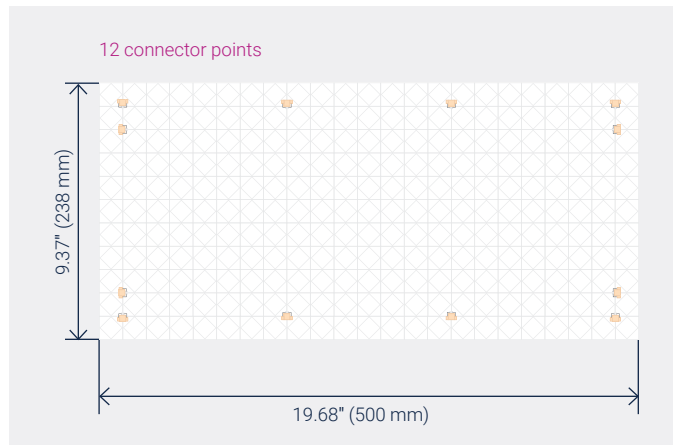 12 connector points
9.37" (238 mm)
19.68" (500 mm)